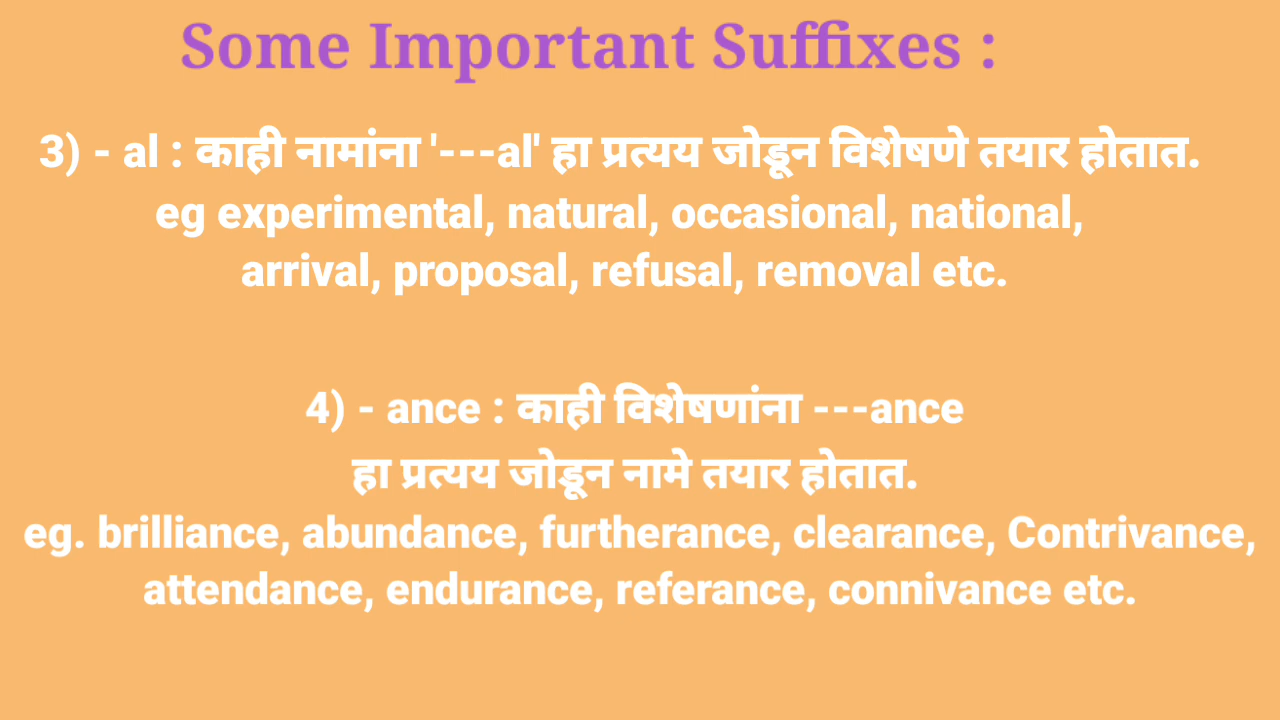 Some Important Suffixes :
3) - al : काही नामांना '---al' हा प्रत्यय जोडून विशेषणे तयार होतात.
eg experimental, natural, occasional, national,
arrival, proposal, refusal, removal etc.
4) - ance : काही विशेषणांना ---ance
हा प्रत्यय जोडून नामे तयार होतात.
eg. brilliance, abundance, furtherance, clearance, Contrivance,
attendance, endurance, referance, connivance etc.